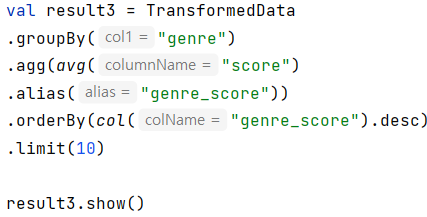 val result3 = TransformedData
.groupBy( col1 = "genre")
.agg(avg( columnName = "score")
.alias( alias = "genre_score"))
.orderBy(col( colName = "genre_score").desc)
.limit(10)
result3.show()